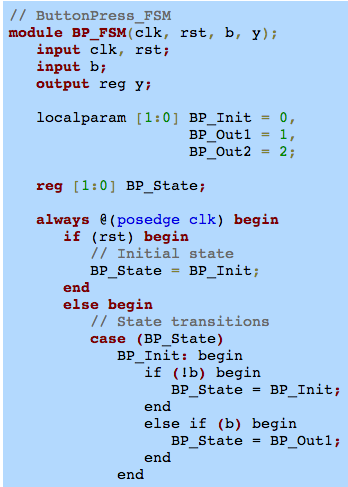 // ButtonPress_FSM
module BP_FSM(clk, rst, b, y);
   input clk, rst;
   input b;
   output reg y;

   localparam [1:0] BP_Init = 0,
                    BP_Out1 = 1,
                    BP_Out2 = 2;

   reg [1:0] BP_State;

   always @(posedge clk) begin
      if (rst) begin
         // Initial state
         BP_State = BP_Init;
      end
      else begin
         // State transitions
         case (BP_State)
            BP_Init: begin
               if (!b) begin
                  BP_State = BP_Init;
               end
               else if (b) begin
                  BP_State = BP_Out1;
               end
            end